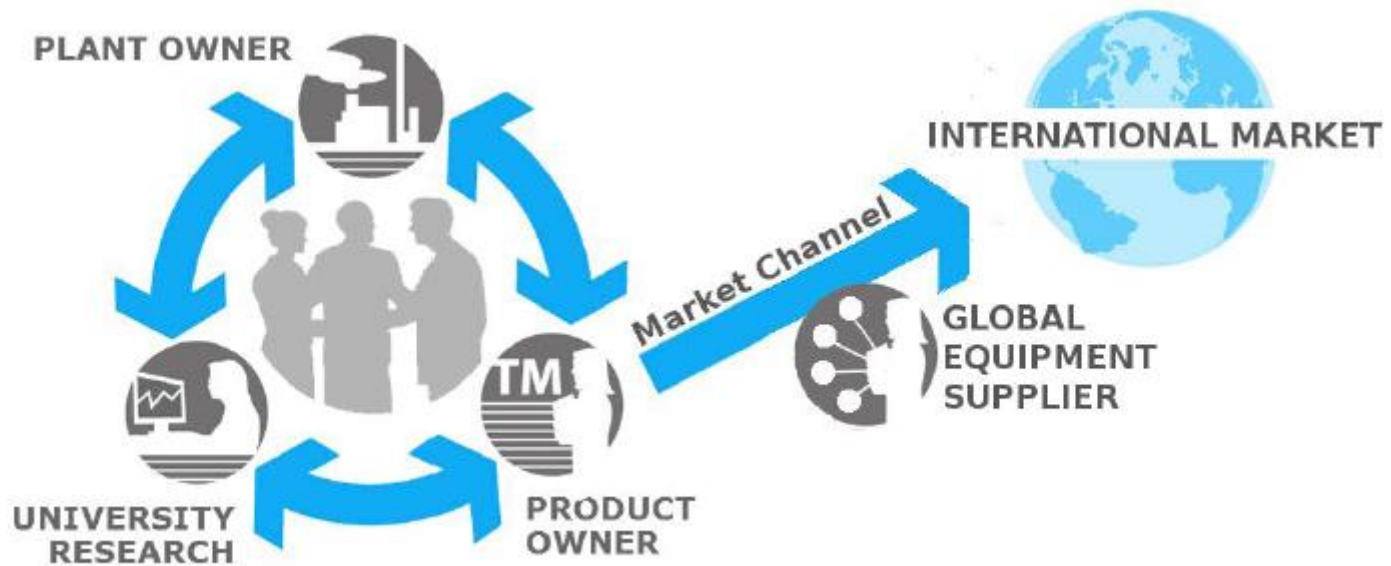 PLANT OWNER
INTERNATIONAL MARKET
Market Channel
GLOBAL
EQUIPMENT
SUPPLIER
TM
UNIVERSITY
RESEARCH
PRODUCT
OWNER